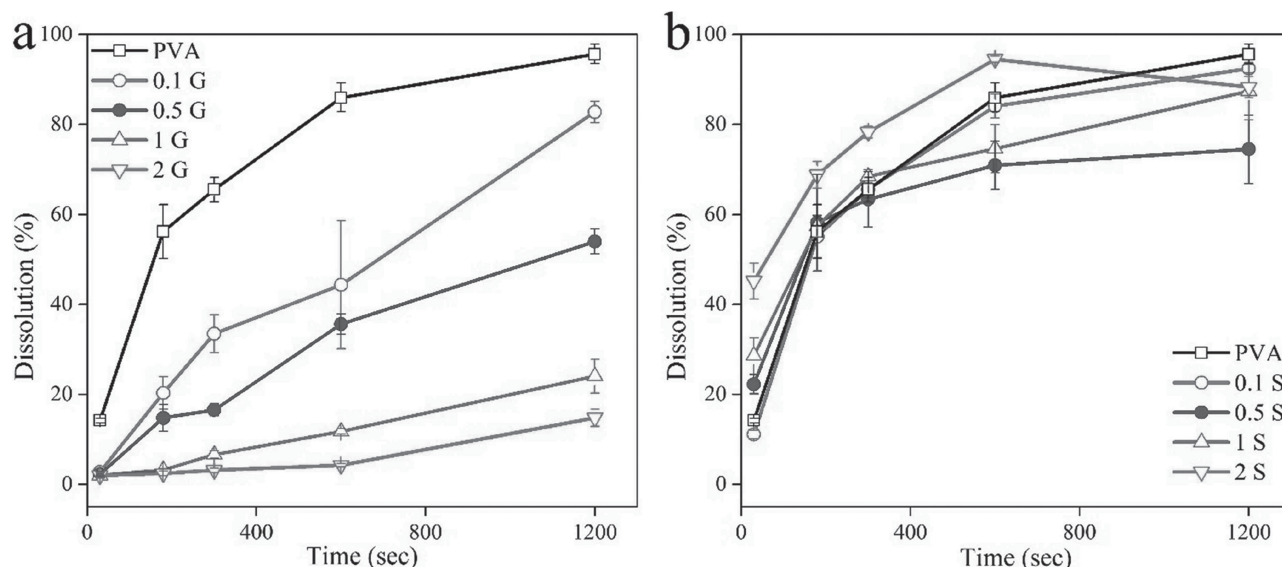 a
100
80
60
40
20
0
Dissolution (%)
PVA
0.1 G
0.5 G
1 G
2 G
0
400
800
1200
Time (sec)
b
100
80
60
40
20
0
Dissolution (%)
PVA
0.1 S
0.5 S
1 S
2 S
0
400
800
1200
Time (sec)